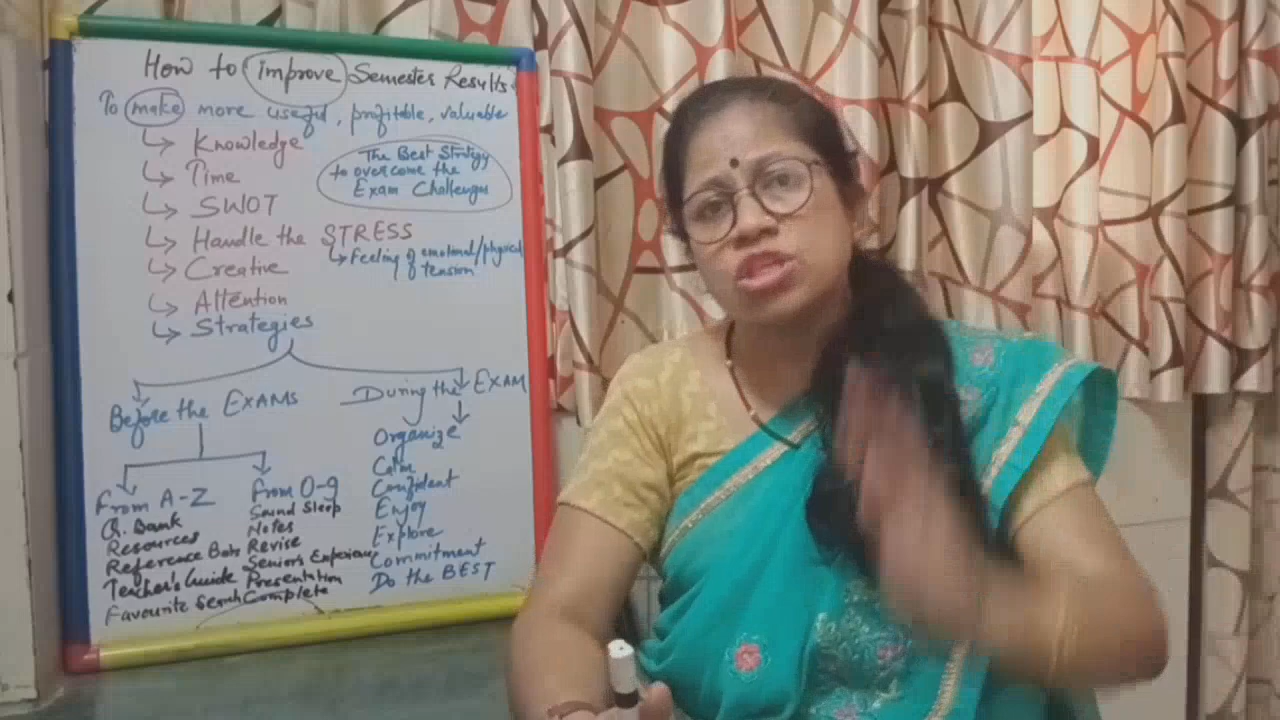 How to improve Semester Results
To make more useful, profitable, valuable
↳ Knowledge
↳ Time
↳ SWOT
↳ Handle the STRESS
↳ Feeling of emotional/physical
tension
↳ Creative
↳ Attention
↳ Strategies
The Best Strategy
to overcome the
Exam Challenges
Before the EXAMS
From A-Z
Q. Bank
Resources
Reference Boks
Teacher's Guide
Favourite
From 0-9
Sound Sleep
Notes
Revise
Senior's Experience
Presentation
Complete
During the EXAM
Organize
Calm
Confident
Enjoy
Explore
Commitment
Do the BEST